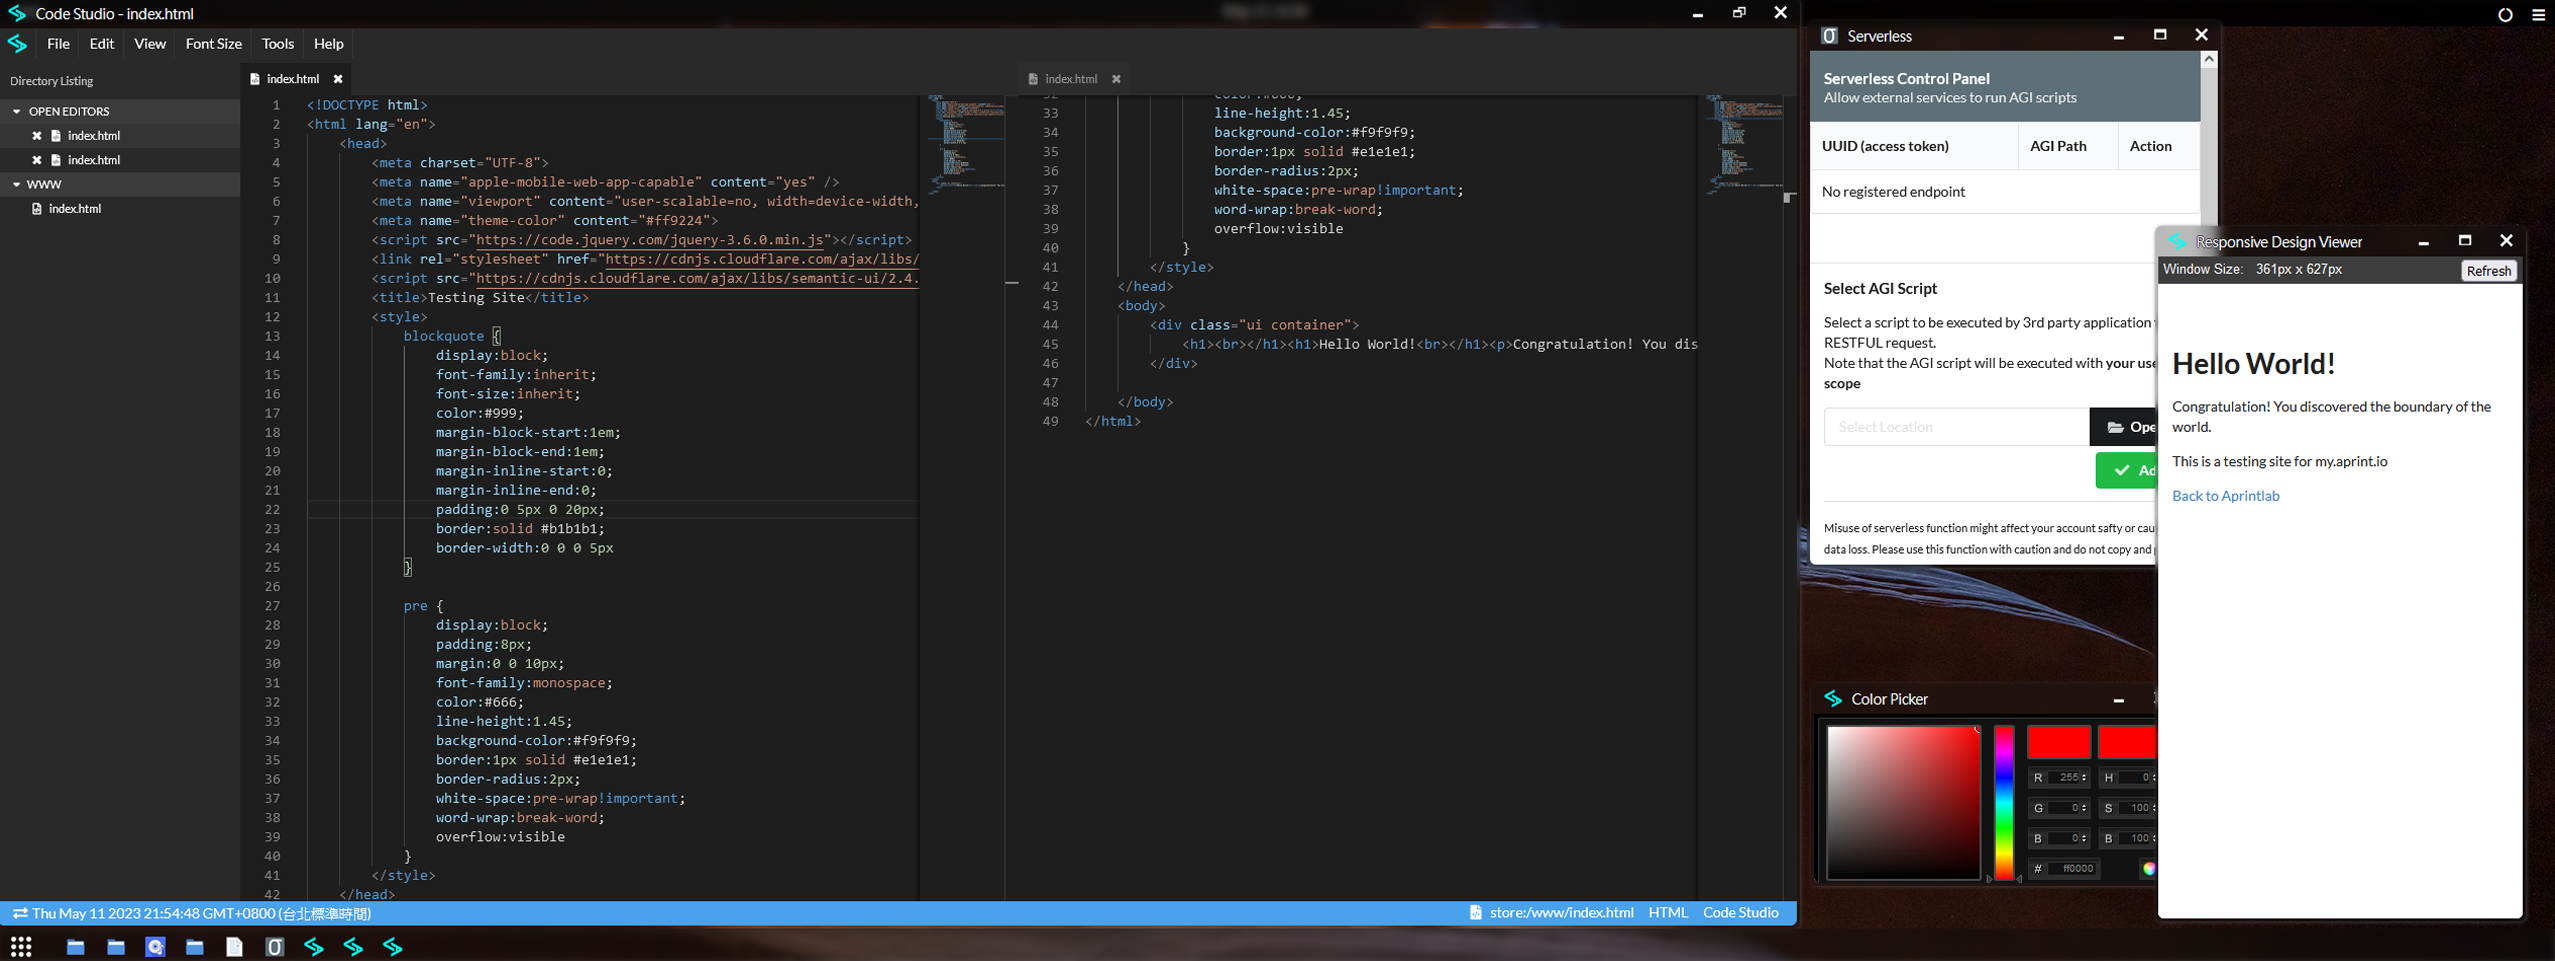 Code Studio - index.html
File Edit View Font Size Tools Help
Directory Listing
OPEN EDITORS
index.html
index.html
WWW
index.html
index.html
1 <!DOCTYPE html>
2 <html lang="en">
3 <head>
4 <meta charset="UTF-8">
5 <meta name="apple-mobile-web-app-capable" content="yes" />
6 <meta name="viewport" content="user-scalable=no, width=device-width,
7 <meta name="theme-color" content="#ff9224">
8 <script src="https://code.jquery.com/jquery-3.6.0.min.js"></script>
9 <link rel="stylesheet" href="https://cdnjs.cloudflare.com/ajax/libs/
10 <script src="https://cdnjs.cloudflare.com/ajax/libs/semantic-ui/2.4.
11 <title>Testing Site</title>
12 <style>
13 blockquote {
14 display:block;
15 font-family:inherit;
16 font-size:inherit;
17 color:#999;
18 margin-block-start:1em;
19 margin-block-end:1em;
20 margin-inline-start:0;
21 margin-inline-end:0;
22 padding:0 5px 0 20px;
23 border:solid #b1b1b1;
24 border-width:0 0 0 5px
25 }
26
27 pre {
28 display:block;
29 padding:8px;
30 margin:0 0 10px;
31 font-family:monospace;
32 color:#666;
33 line-height:1.45;
34 background-color:#f9f9f9;
35 border:1px solid #e1e1e1;
36 border-radius:2px;
37 white-space:pre-wrap!important;
38 word-wrap:break-word;
39 overflow:visible
40 }
41 </style>
42 </head>
index.html
32 color:#666;
33 line-height:1.45;
34 background-color:#f9f9f9;
35 border:1px solid #e1e1e1;
36 border-radius:2px;
37 white-space:pre-wrap!important;
38 word-wrap:break-word;
39 overflow:visible
40 }
41 </style>
42 </head>
43 <body>
44 <div class="ui container">
45 <h1><br></h1><h1>Hello World!<br></h1><p>Congratulation! You dis
46 </div>
47
48 </body>
49 </html>
Thu May 11 2023 21:54:48 GMT+0800 (台北標準時間)
store:/www/index.html HTML Code Studio
Serverless
Serverless Control Panel
Allow external services to run AGI scripts
UUID (access token) AGI Path Action
No registered endpoint
Select AGI Script
Select a script to be executed by 3rd party application
RESTFUL request.
Note that the AGI script will be executed with your use
scope
Select Location
Ope
Ad
Misuse of serverless function might affect your account safty or cau
data loss. Please use this function with caution and do not copy and
Color Picker
R 255 H 0
G 0 S 100
B 0 B 100
# ff0000
Responsive Design Viewer
Window Size: 361px x 627px
Refresh
Hello World!
Congratulation! You discovered the boundary of the
world.
This is a testing site for my.aprint.io
Back to Aprintlab